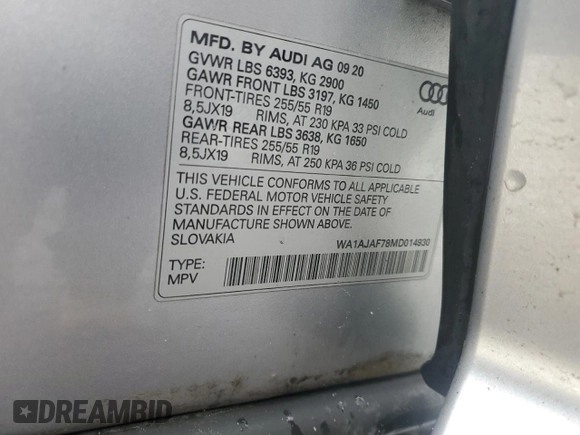 MFD. BY AUDI AG 09 20
GVWR LBS 6393, KG 2900
GAWR FRONT LBS 3197, KG 1450
FRONT-TIRES 255/55 R19
8,5JX19 RIMS, AT 230 KPA 33 PSI COLD
GAWR REAR LBS 3638, KG 1650
REAR-TIRES 255/55 R19
8,5JX19 RIMS, AT 250 KPA 36 PSI COLD
Audi
THIS VEHICLE CONFORMS TO ALL APPLICABLE
U.S. FEDERAL MOTOR VEHICLE SAFETY
STANDARDS IN EFFECT ON THE DATE OF
MANUFACTURE SHOWN ABOVE.
SLOVAKIA WA1AJAF78MD014930
TYPE:
MPV
DREAMBID